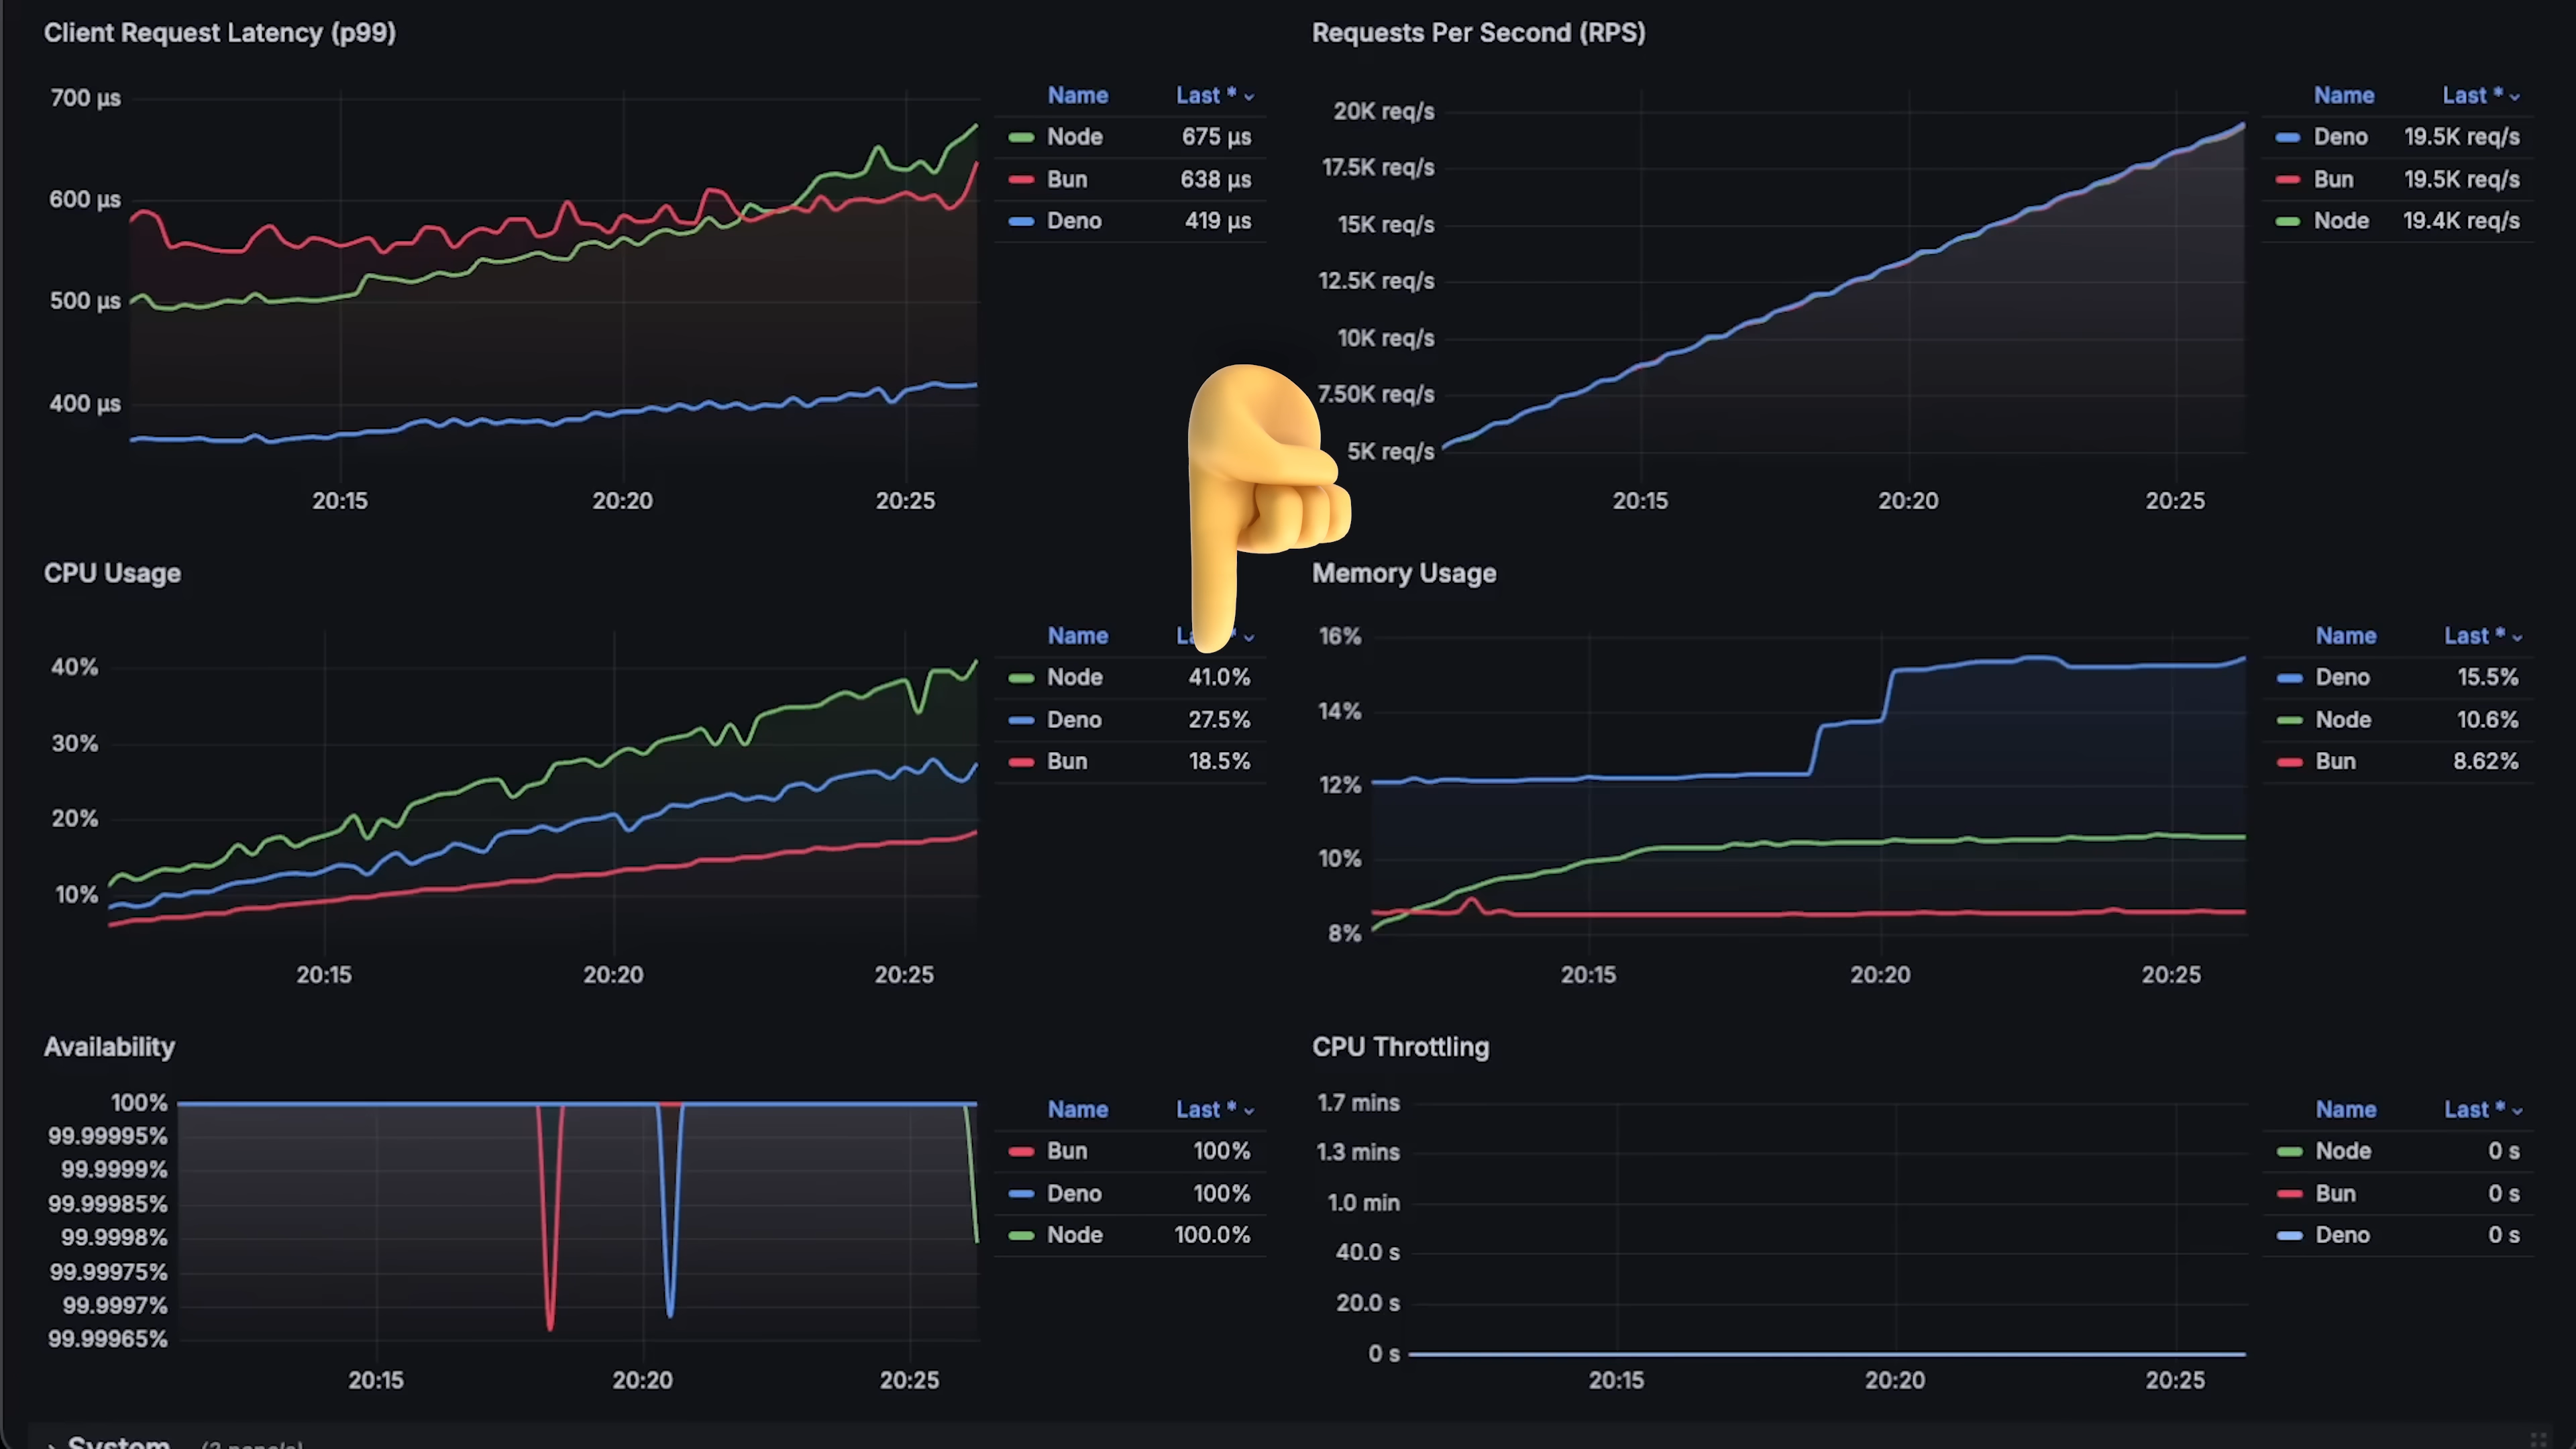 Client Request Latency (p99)
700 µs
600 µs
500 µs
400 µs
20:15 20:20 20:25
Name Last *
Node 675 µs
Bun 638 µs
Deno 419 µs
Requests Per Second (RPS)
20K req/s
17.5K req/s
15K req/s
12.5K req/s
10K req/s
7.50K req/s
5K req/s
20:15 20:20 20:25
Name Last *
Deno 19.5K req/s
Bun 19.5K req/s
Node 19.4K req/s
CPU Usage
40%
30%
20%
10%
20:15 20:20 20:25
Name
Node 41.0%
Deno 27.5%
Bun 18.5%
Memory Usage
16%
14%
12%
10%
8%
20:15 20:20 20:25
Name Last *
Deno 15.5%
Node 10.6%
Bun 8.62%
Availability
100%
99.99995%
99.9999%
99.99985%
99.9998%
99.99975%
99.9997%
99.99965%
20:15 20:20 20:25
Name Last *
Bun 100%
Deno 100%
Node 100.0%
CPU Throttling
1.7 mins
1.3 mins
1.0 min
40.0 s
20.0 s
0 s
20:15 20:20 20:25
Name Last *
Node 0 s
Bun 0 s
Deno 0 s
System